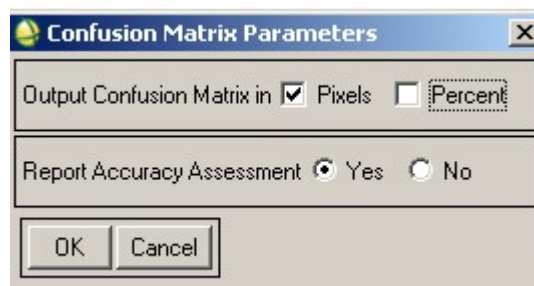 Confusion Matrix Parameters
Output Confusion Matrix in Pixels Percent
Report Accuracy Assessment Yes No
OK Cancel